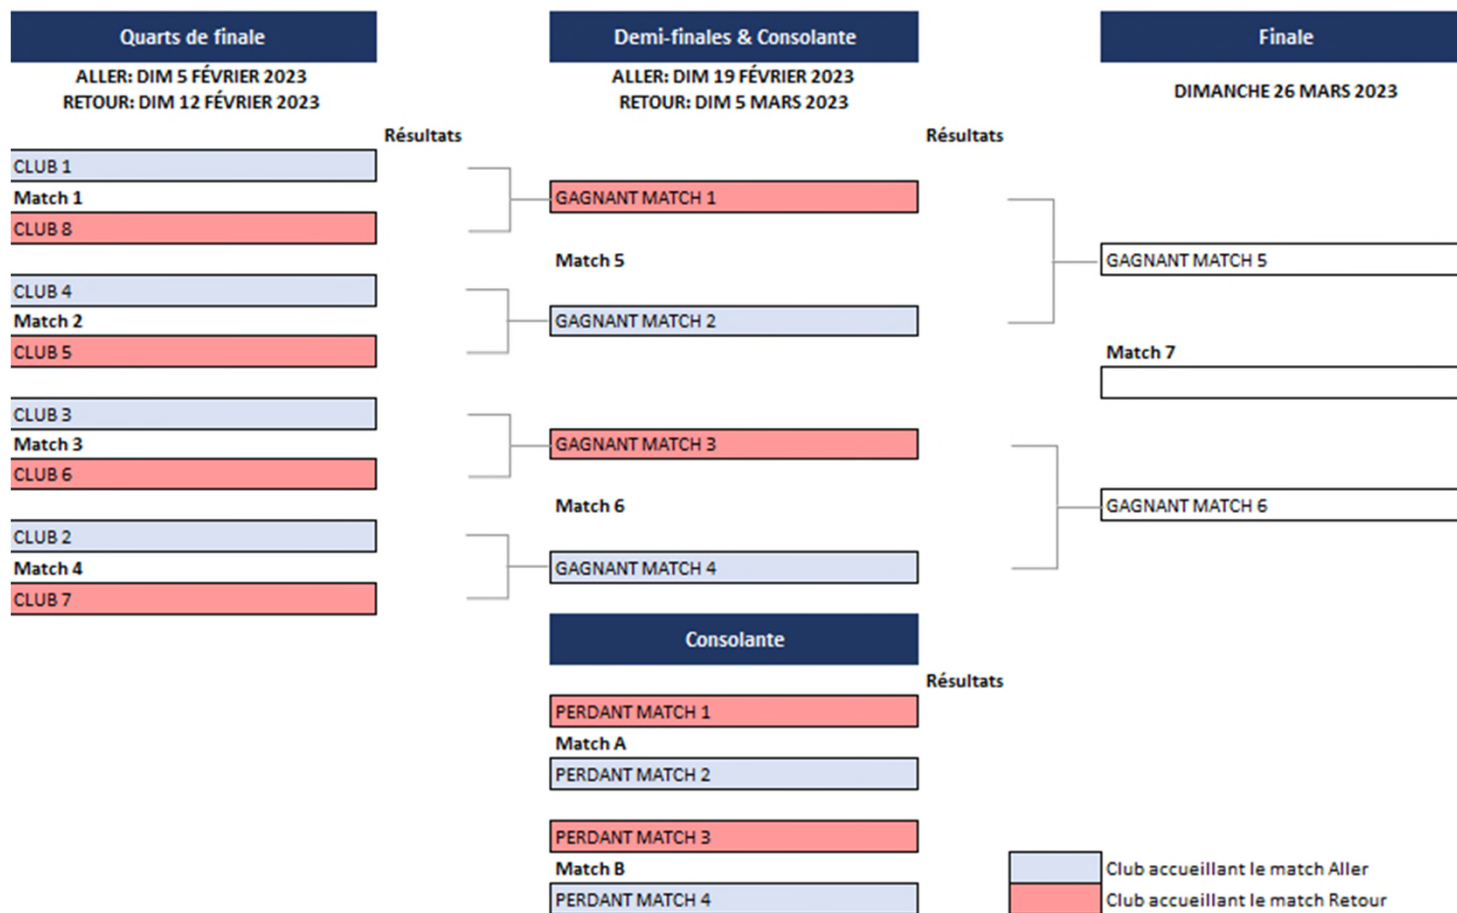 Quarts de finale
ALLER: DIM 5 FÉVRIER 2023
RETOUR: DIM 12 FÉVRIER 2023
Résultats
CLUB 1
Match 1
CLUB 8
CLUB 4
Match 2
CLUB 5
CLUB 3
Match 3
CLUB 6
CLUB 2
Match 4
CLUB 7
Demi-finales & Consolante
ALLER: DIM 19 FÉVRIER 2023
RETOUR: DIM 5 MARS 2023
Résultats
GAGNANT MATCH 1
Match 5
GAGNANT MATCH 2
GAGNANT MATCH 3
Match 6
GAGNANT MATCH 4
Consolante
Résultats
PERDANT MATCH 1
Match A
PERDANT MATCH 2
PERDANT MATCH 3
Match B
PERDANT MATCH 4
Finale
DIMANCHE 26 MARS 2023
GAGNANT MATCH 5
Match 7
GAGNANT MATCH 6
Club accueillant le match Aller
Club accueillant le match Retour